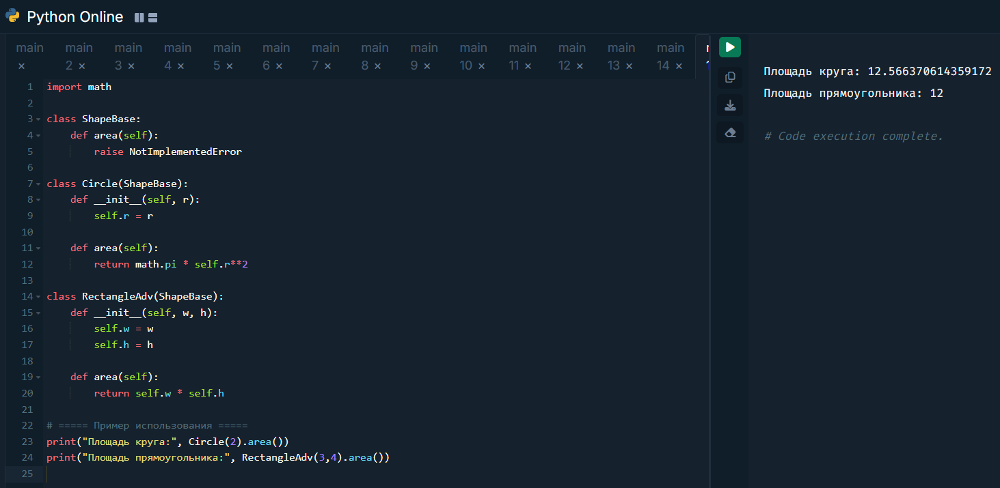 Python Online
main main main main main main main main main main main main main main
× 2 × 3 × 4 × 5 × 6 × 7 × 8 × 9 × 10 × 11 × 12 × 13 × 14 ×
1 import math
2
3 class ShapeBase:
4     def area(self):
5         raise NotImplementedError
6
7 class Circle(ShapeBase):
8     def __init__(self, r):
9         self.r = r
10
11     def area(self):
12         return math.pi * self.r**2
13
14 class RectangleAdv(ShapeBase):
15     def __init__(self, w, h):
16         self.w = w
17         self.h = h
18
19     def area(self):
20         return self.w * self.h
21
22 # ===== Пример использования =====
23 print("Площадь круга:", Circle(2).area())
24 print("Площадь прямоугольника:", RectangleAdv(3,4).area())
25
Площадь круга: 12.566370614359172
Площадь прямоугольника: 12
# Code execution complete.